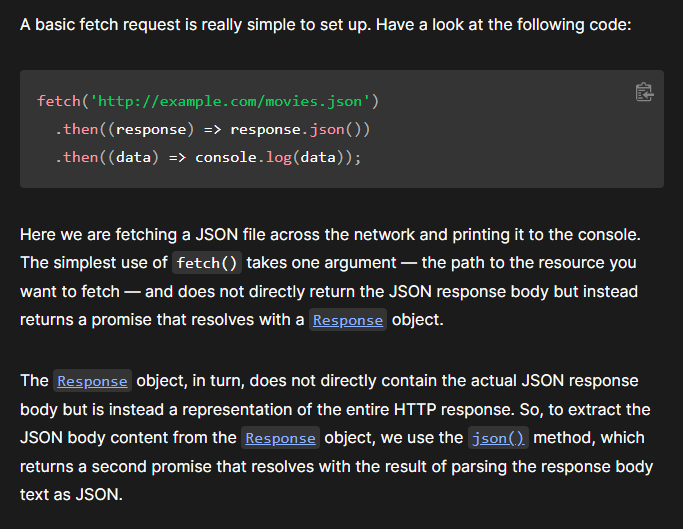 A basic fetch request is really simple to set up. Have a look at the following code:
fetch('http://example.com/movies.json')
  .then((response) => response.json())
  .then((data) => console.log(data));
Here we are fetching a JSON file across the network and printing it to the console.
The simplest use of fetch() takes one argument — the path to the resource you
want to fetch — and does not directly return the JSON response body but instead
returns a promise that resolves with a Response object.
The Response object, in turn, does not directly contain the actual JSON response
body but is instead a representation of the entire HTTP response. So, to extract the
JSON body content from the Response object, we use the json() method, which
returns a second promise that resolves with the result of parsing the response body
text as JSON.